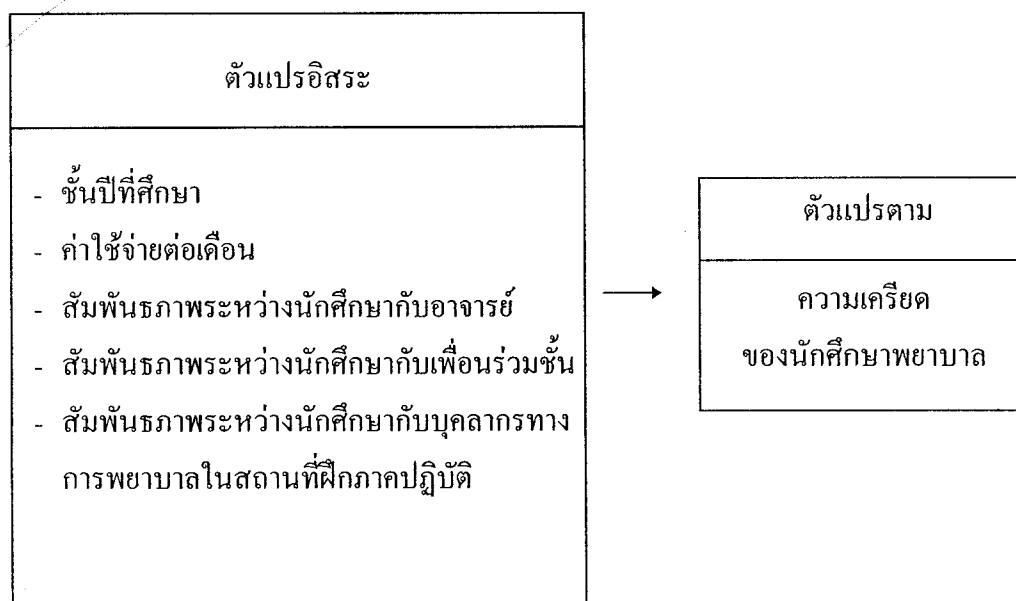 ตัวแปรอิสระ
- ชั้นปีที่ศึกษา
- ค่าใช้จ่ายต่อเดือน
- สัมพันธภาพระหว่างนักศึกษากับอาจารย์
- สัมพันธภาพระหว่างนักศึกษากับเพื่อนร่วมชั้น
- สัมพันธภาพระหว่างนักศึกษากับบุคลากรทาง
การพยาบาลในสถานที่ฝึกภาคปฏิบัติ
ตัวแปรตาม
ความเครียด
ของนักศึกษาพยาบาล